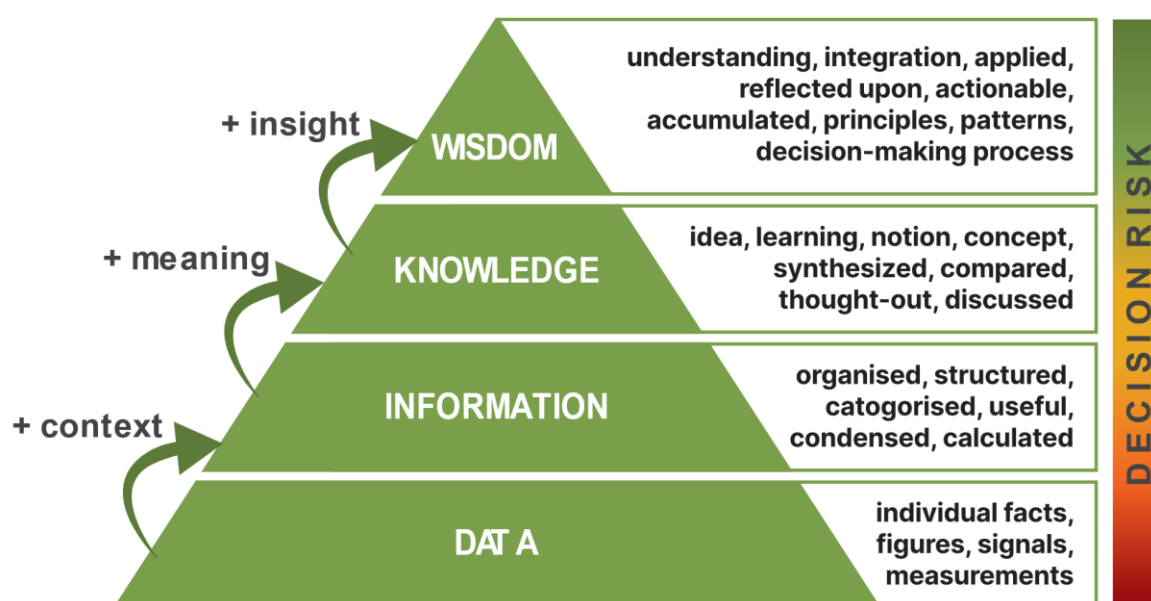 understanding, integration, applied,
reflected upon, actionable,
accumulated, principles, patterns,
decision-making process
+ insight
WISDOM
idea, learning, notion, concept,
synthesized, compared,
thought-out, discussed
+ meaning
KNOWLEDGE
organised, structured,
catogorised, useful,
condensed, calculated
+ context
INFORMATION
individual facts,
figures, signals,
measurements
DATA
DECISION RISK